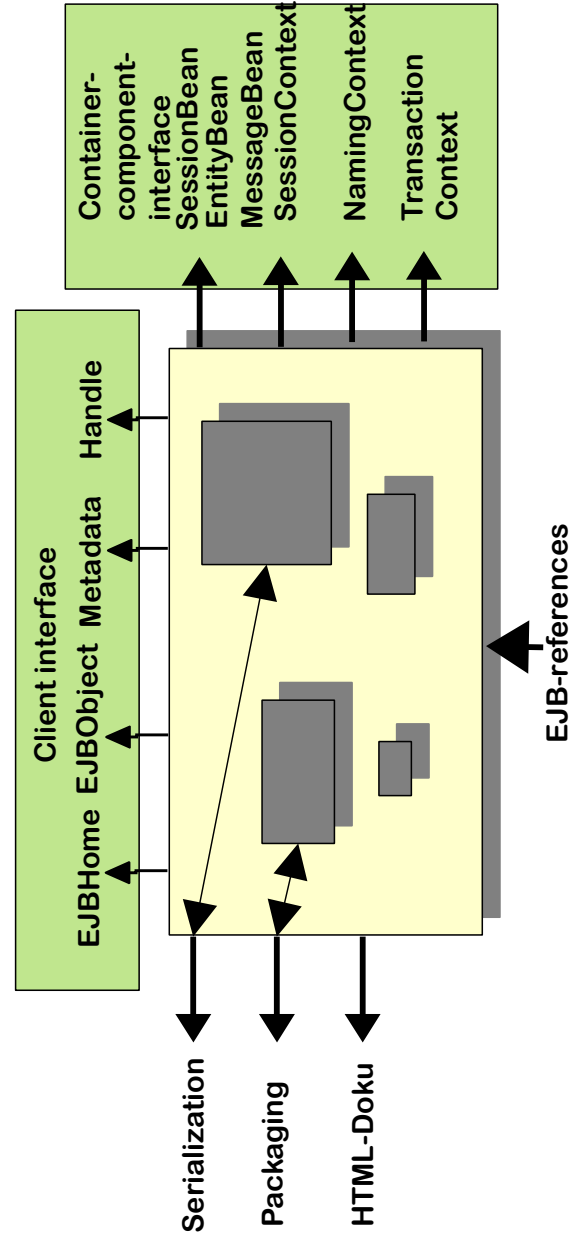 Client interface
EJBHome EJBObject Metadata Handle
Container-
component-
interface
SessionBean
EntityBean
MessageBean
SessionContext
NamingContext
Transaction
Context
Serialization
Packaging
HTML-Doku
EJB-references